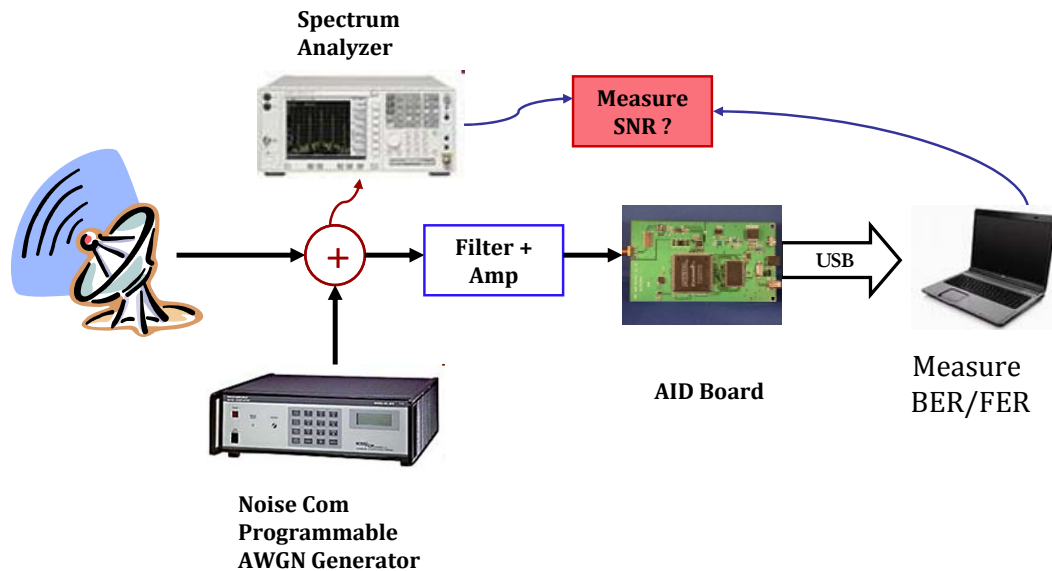 Spectrum
Analyzer
Measure
SNR ?
+
Filter +
Amp
USB
AID Board
Measure
BER/FER
Noise Com
Programmable
AWGN Generator